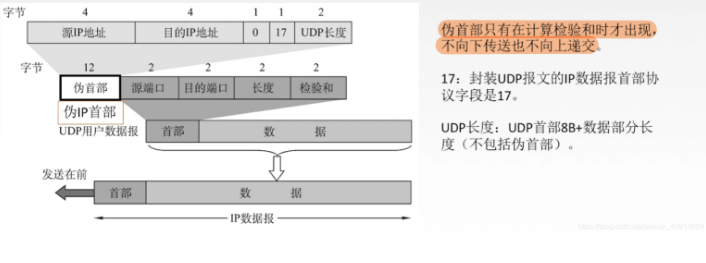 字节 4 4 1 1 2
源IP地址 目的IP地址 0 17 UDP长度
字节 12 2 2 2 2
伪首部 源端口 目的端口 长度 检验和
伪IP首部
UDP用户数据报 首部 数 据
发送在前
首部 数 据
IP数据报
伪首部只有在计算检验和时才出现，
不向下传送也不向上递交。
17：封装UDP报文的IP数据报首部协
议字段是17。
UDP长度：UDP首部8B+数据部分长
度（不包括伪首部）。